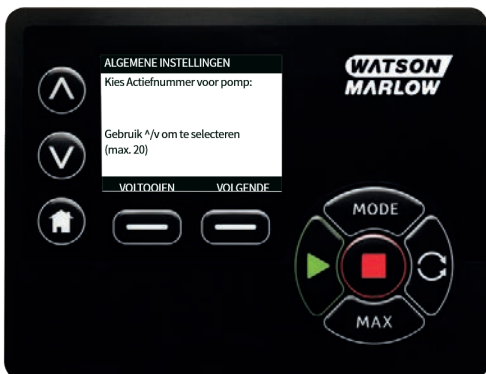 ALGEMENE INSTELLINGEN
Kies Actiefnummer voor pomp:
Gebruik ^/v om te selecteren
(max. 20)
VOLTOOIEN VOLGENDE
WATSON
MARLOW
MODE
MAX